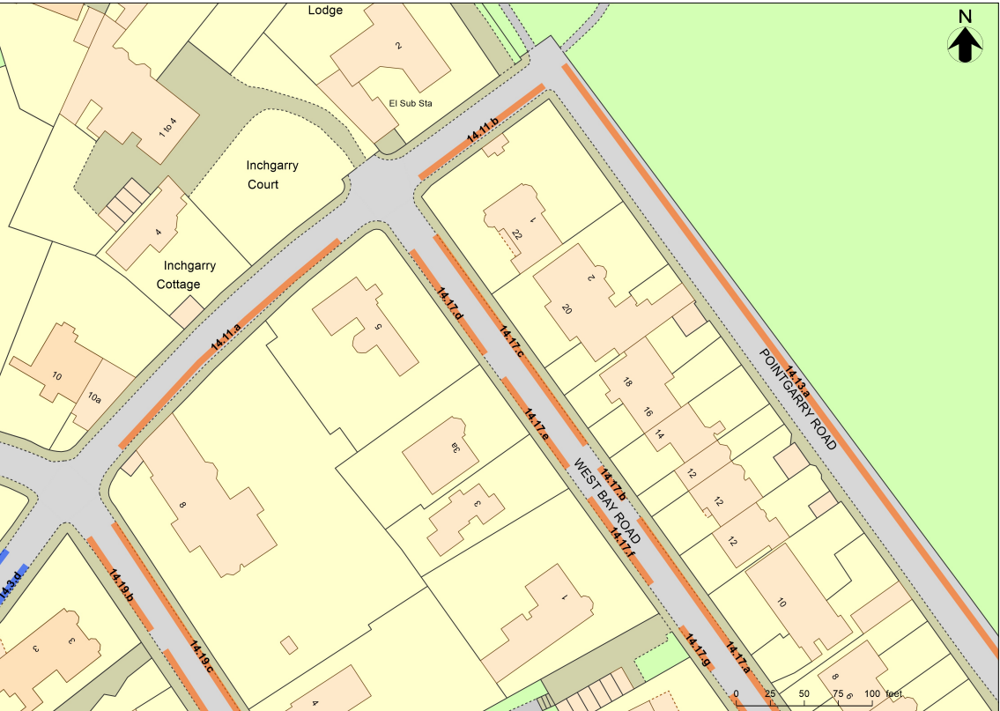 Lodge
N
2
El Sub Sta
1 to 4
14.11.b
Inchgarry
Court
4
1
22
Inchgarry
Cottage
2
20
14.17.d
5
14.17.c
14.11.a
14.13.a
POINTGARRY ROAD
10
10a
18
16
14
14.17.e
3a
12
WEST BAY ROAD
14.17.b
12
8
3
14.17.f
12
14.3.d
14.19.b
1
10
3
3
14.19.c
14.17.g
14.17.a
8
6
4
0 25 50 75 100 feet